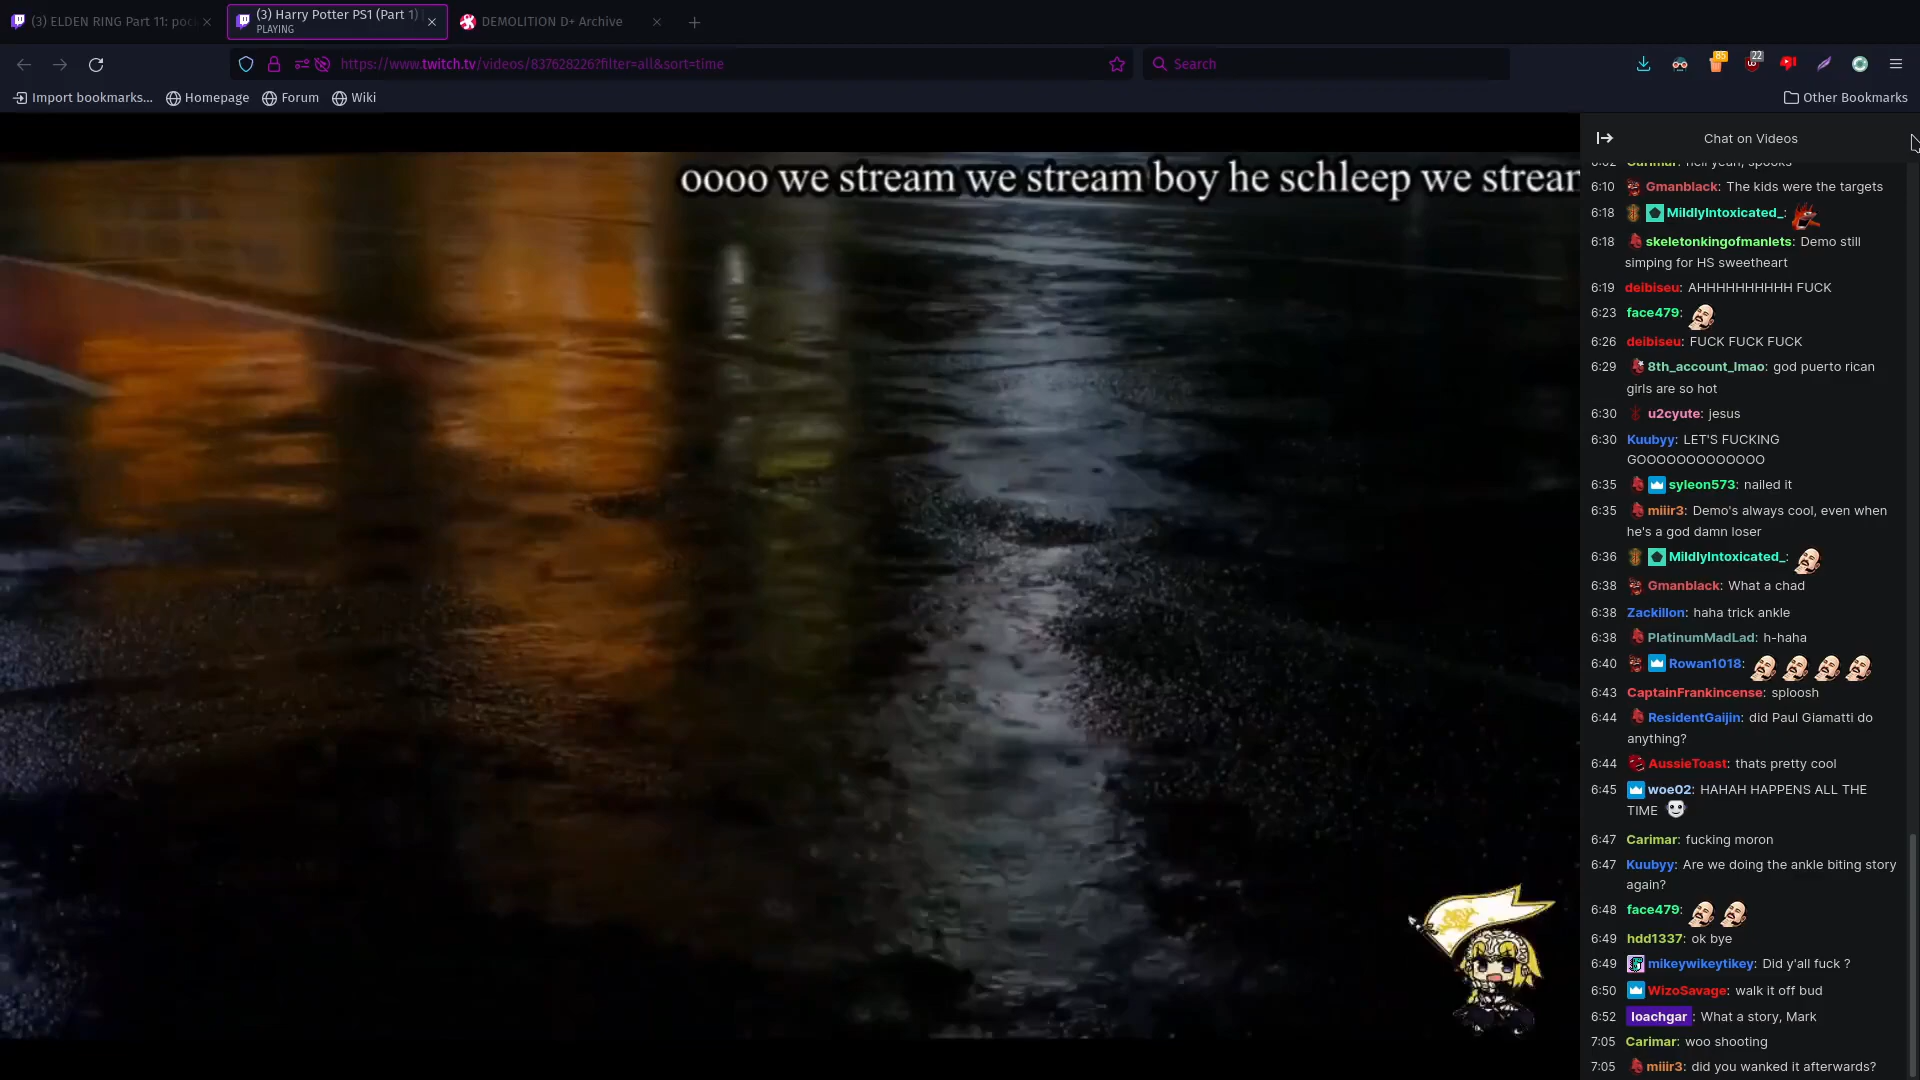 (3) ELDEN RING Part 11: poc
(3) Harry Potter PS1 (Part 1)
PLAYING
DEMOLITION D+ Archive
https://www.twitch.tv/videos/837628226?filter=all&sort=time
Search
85
22
Import bookmarks...
Homepage
Forum
Wiki
Other Bookmarks
oooo we stream we stream boy he schleep we strear
Chat on Videos
6:02 Carimar: hell yeah, spooks
6:10 Gmanblack: The kids were the targets
6:18 MildlyIntoxicated_:
6:18 skeletonkingofmanlets: Demo still
simping for HS sweetheart
6:19 deibiseu: AHHHHHHHHHH FUCK
6:23 face479:
6:26 deibiseu: FUCK FUCK FUCK
6:29 8th_account_lmao: god puerto rican
girls are so hot
6:30 u2cyute: jesus
6:30 Kuubyy: LET'S FUCKING
GOOOOOOOOOOOOO
6:35 syleon573: nailed it
6:35 miiir3: Demo's always cool, even when
he's a god damn loser
6:36 MildlyIntoxicated_:
6:38 Gmanblack: What a chad
6:38 Zackillon: haha trick ankle
6:38 PlatinumMadLad: h-haha
6:40 Rowan1018:
6:43 CaptainFrankincense: sploosh
6:44 ResidentGaijin: did Paul Giamatti do
anything?
6:44 AussieToast: thats pretty cool
6:45 woe02: HAHAH HAPPENS ALL THE
TIME
6:47 Carimar: fucking moron
6:47 Kuubyy: Are we doing the ankle biting story
again?
6:48 face479:
6:49 hdd1337: ok bye
6:49 mikeywikeytikey: Did y'all fuck ?
6:50 WizoSavage: walk it off bud
6:52 loachgar: What a story, Mark
7:05 Carimar: woo shooting
7:05 miiir3: did you wanked it afterwards?